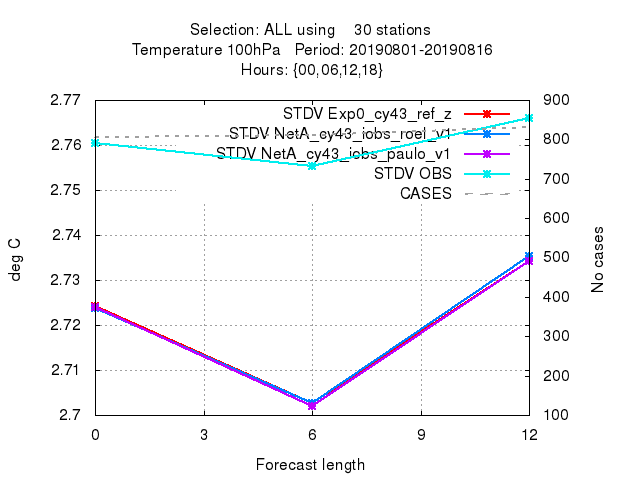 Selection: ALL using    30 stations
Temperature 100hPa   Period: 20190801-20190816
Hours: {00,06,12,18}
2.77
2.76
2.75
2.74
2.73
2.72
2.71
2.7
900
800
700
600
500
400
300
200
100
STDV Exp0_cy43_ref_z
STDV NetA_cy43_iobs_roel_v1
STDV NetA_cy43_iobs_paulo_v1
STDV OBS
CASES
deg C
No cases
0 3 6 9 12
Forecast length